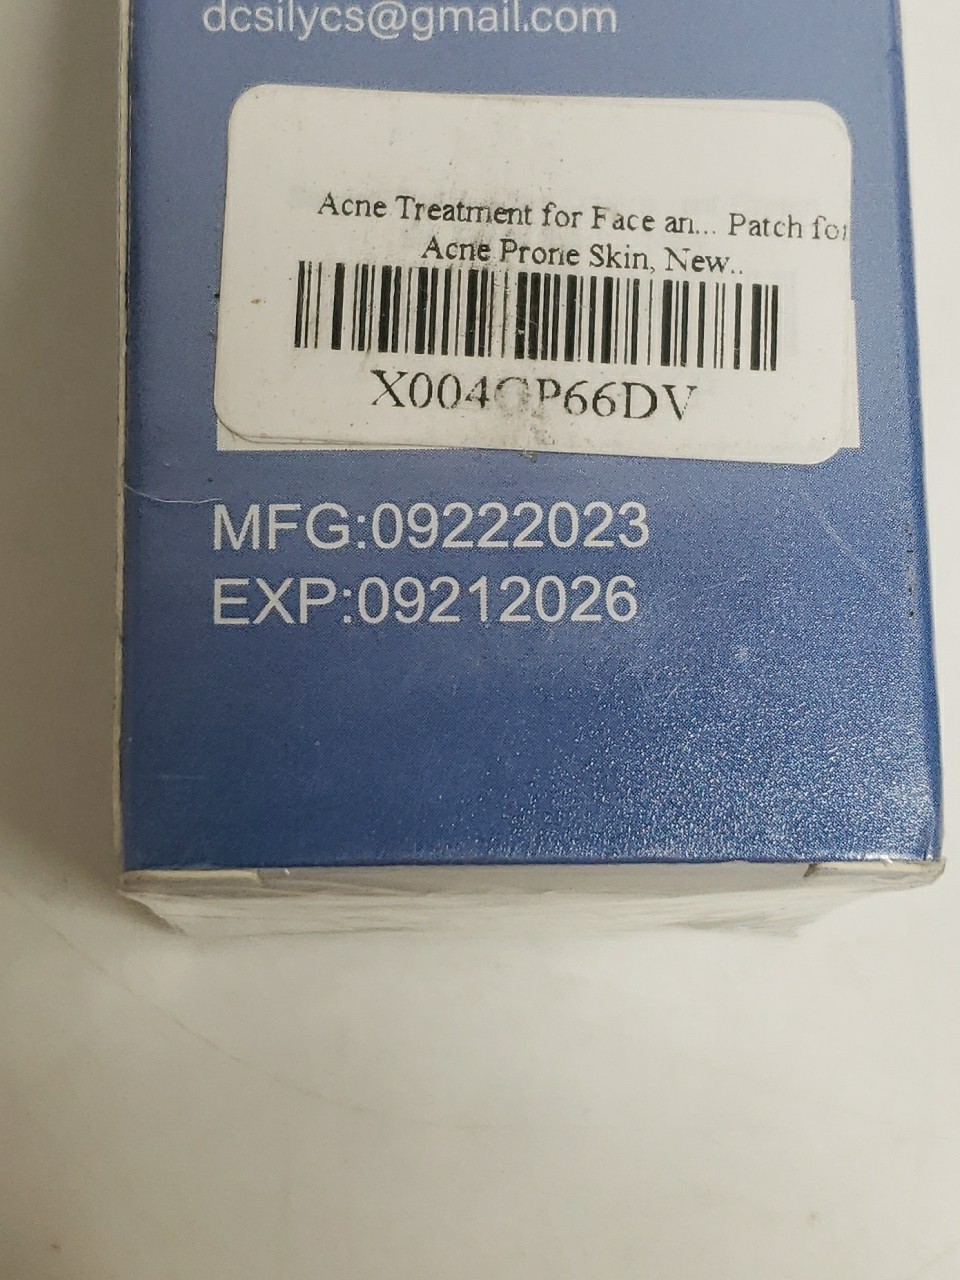 dcsilycs@gmail.com
Acne Treatment for Face an... Patch for
Acne Prone Skin, New..
MFG:09222023
EXP:09212026